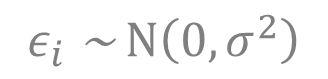 ϵᵢ ~ N(0, σ²)